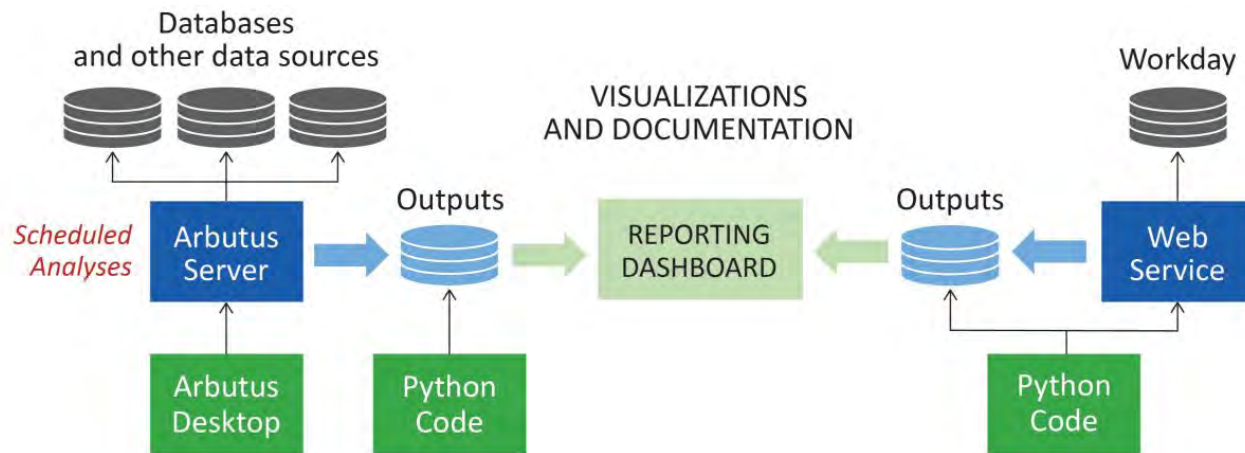 Databases
and other data sources
Workday
VISUALIZATIONS
AND DOCUMENTATION
Scheduled
Analyses
Arbutus
Server
Outputs
REPORTING
DASHBOARD
Outputs
Web
Service
Arbutus
Desktop
Python
Code
Python
Code